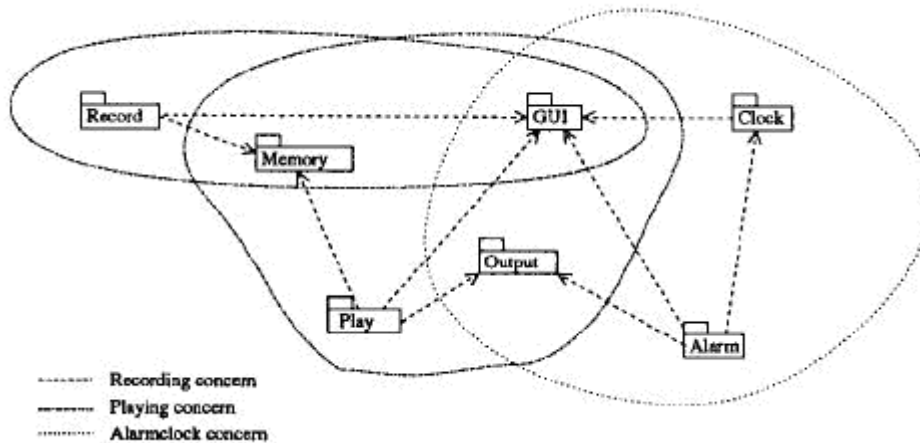 Record
GUI
Clock
Memory
Output
Play
Alarm
Recording concern
Playing concern
Alarmclock concern